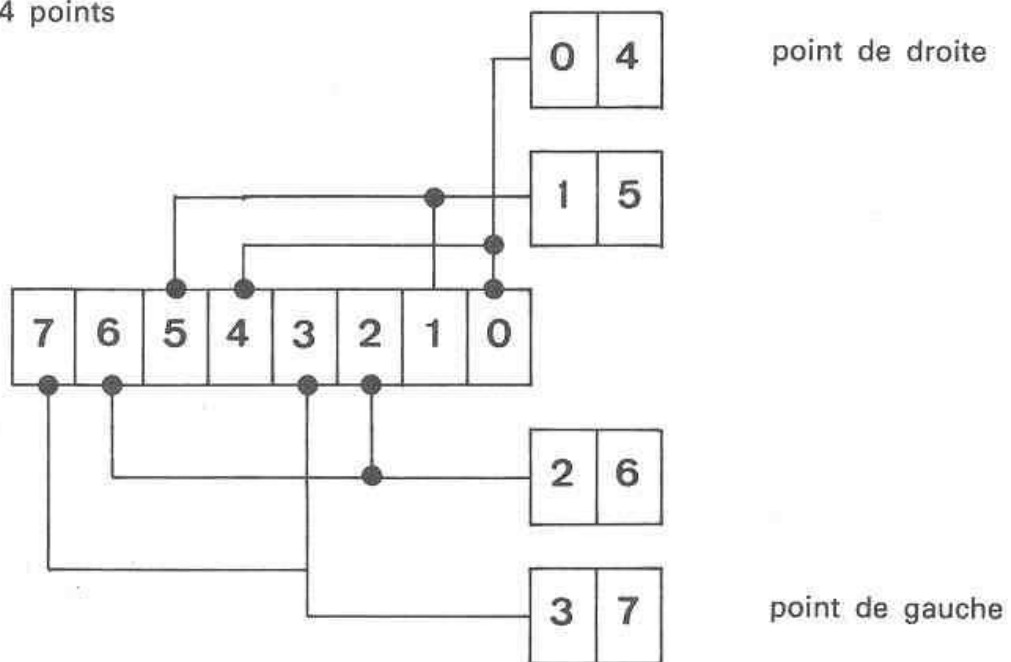 4 points
0 4 point de droite
1 5
7 6 5 4 3 2 1 0
2 6
3 7 point de gauche